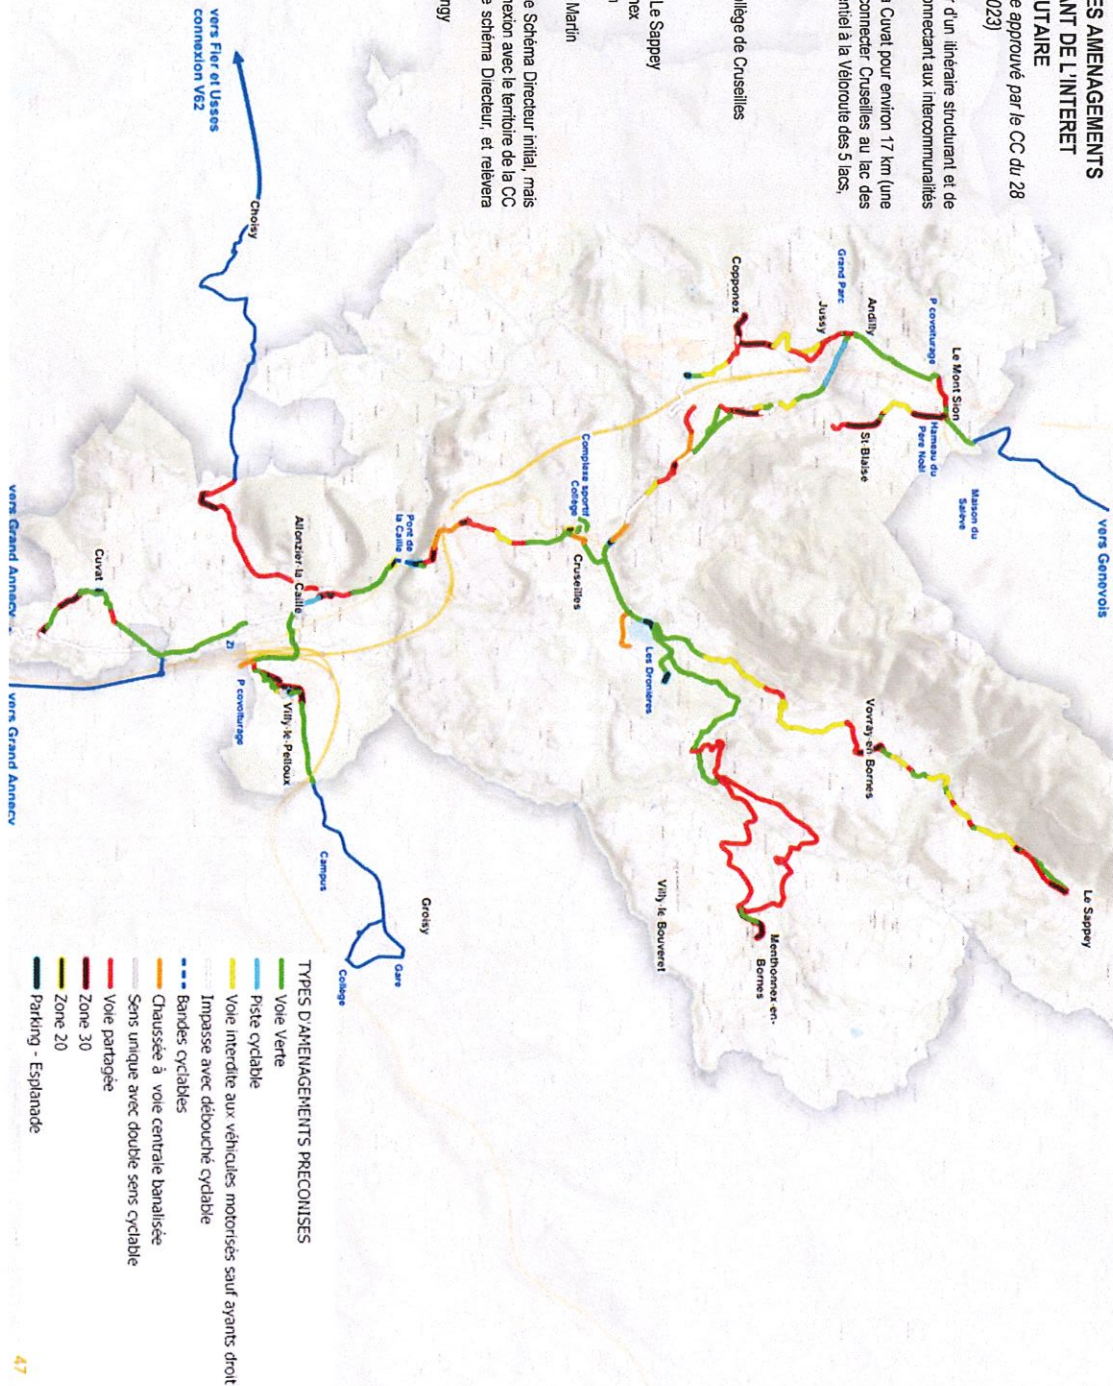 ES AMENAGEMENTS
ANT DE L'INTERET
UTAIRE
e approuvé par le CC du 28
023)
r d'un itinéraire structurant et de
onnectant aux intercommunalités
a Cuvat pour environ 17 km (une
connecter Cruseilles au lac des
entiel à la Véloroute des 5 lacs,
ollège de Cruseilles
Le Sappey
nex
Martin
e Schéma Directeur initial, mais
nexion avec le territoire de la CC
e schéma Directeur, et relèvera
ngy
vers Genevois
Maison du
Salève
Le Mont Sion
P covoiturage
Hameau du
Père Noël
Andilly
St-Blaise
Grand Parc
Jussy
Copponex
Le Sappey
Vovray-en-Bornes
Menthonnex-en-
Bornes
Villy-le Bouveret
Les Dronières
Complexe sportif
Collège
Cruseilles
Pont de
la Caille
Allonzier-la Caille
Choisy
vers Fier et Usses
connexion V62
Cuvat
ZI
P covoiturage
Villy-le-Pelloux
Campus
Groisy
Gare
Collège
vers Grand Annecy
vers Grand Annecy
TYPES D'AMENAGEMENTS PRECONISES
Voie Verte
Piste cyclable
Voie interdite aux véhicules motorisés sauf ayants droit
Impasse avec débouché cyclable
Bandes cyclables
Chaussée à voie centrale banalisée
Sens unique avec double sens cyclable
Voie partagée
Zone 30
Zone 20
Parking - Esplanade
47